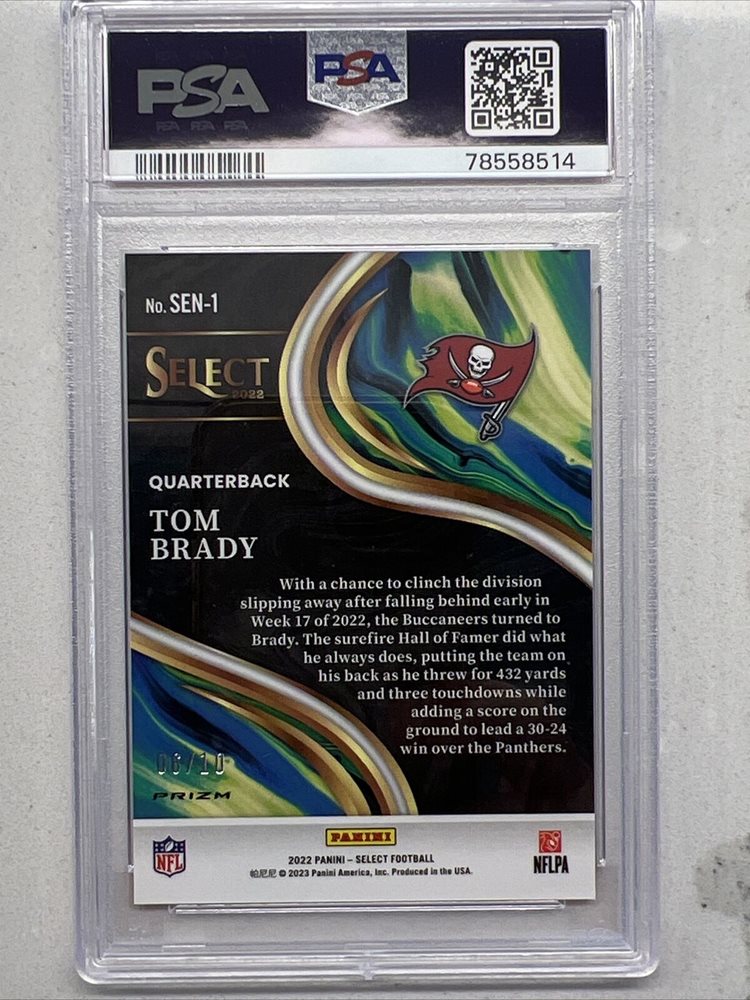 PSA
PSA
PSA PSA PSA
78558514
No. SEN-1
SELECT
2022
QUARTERBACK
TOM
BRADY
With a chance to clinch the division
slipping away after falling behind early in
Week 17 of 2022, the Buccaneers turned to
Brady. The surefire Hall of Famer did what
he always does, putting the team on
his back as he threw for 432 yards
and three touchdowns while
adding a score on the
ground to lead a 30-24
win over the Panthers.
/10
PRIZM
NFL
PANINI
2022 PANINI – SELECT FOOTBALL
帕尼尼 © 2023 Panini America, Inc. Produced in the USA.
NFLPA